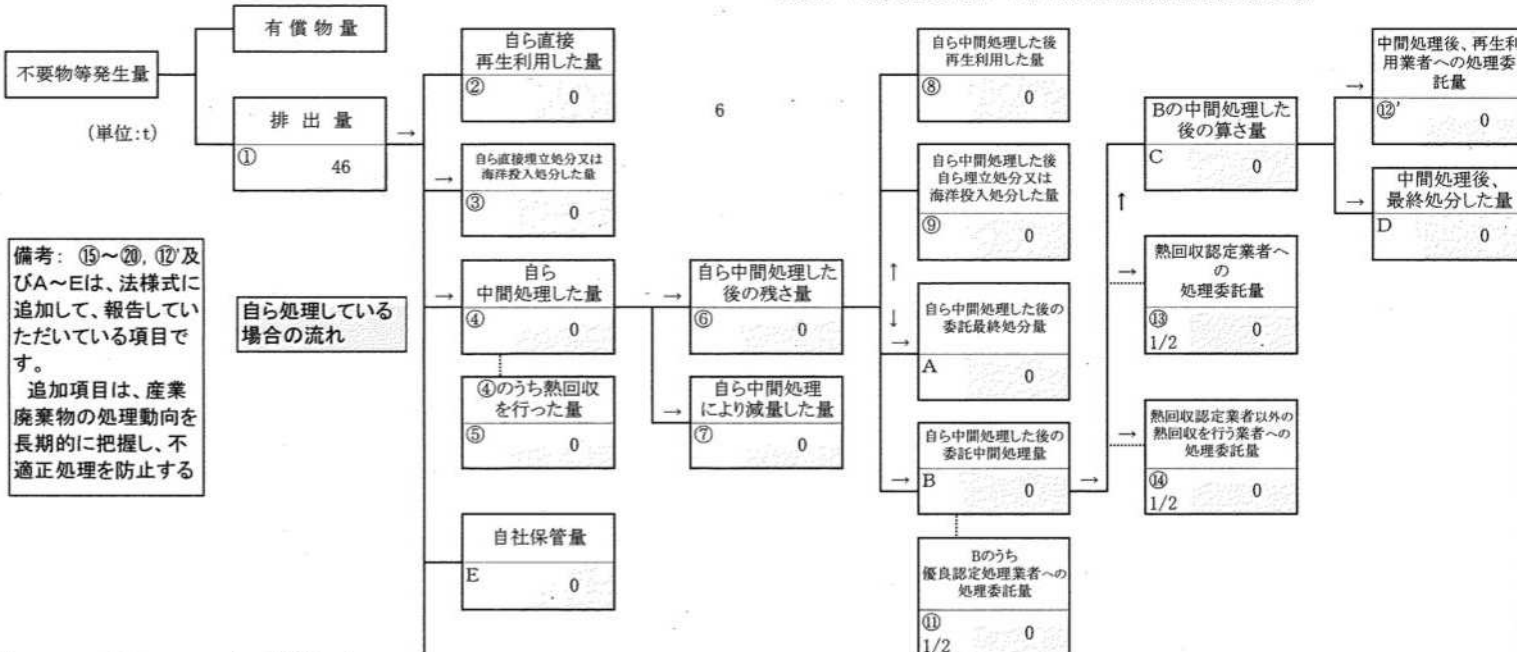 不要物等発生量
(単位:t)
有 償 物 量
排 出 量
① 46
→
備考: ⑮~⑳, ⑫'及
びA~Eは、法様式に
追加して、報告してい
ただいている項目で
す。
追加項目は、産業
廃棄物の処理動向を
長期的に把握し、不
適正処理を防止する
自ら処理している
場合の流れ
自ら直接
再生利用した量
② 0
→
自ら直接埋立処分又は
海洋投入処分した量
③ 0
→
自ら
中間処理した量
④ 0
④のうち熱回収
を行った量
⑤ 0
自社保管量
E 0
6
→
自ら中間処理した
後の残さ量
⑥ 0
→
自ら中間処理
により減量した量
⑦ 0
自ら中間処理した後
再生利用した量
⑧ 0
自ら中間処理した後
自ら埋立処分又は
海洋投入処分した量
⑨ 0
↑
↓
→
自ら中間処理した後の
委託最終処分量
A 0
→
自ら中間処理した後の
委託中間処理量
B 0
→
Bのうち
優良認定処理業者への
処理委託量
⑪
1/2 0
Bの中間処理した
後の算さ量
C 0
↑
→
熱回収認定業者へ
の
処理委託量
⑬
1/2 0
→
熱回収認定業者以外の
熱回収を行う業者への
処理委託量
⑭
1/2 0
→
中間処理後、再生利
用業者への処理委
託量
⑫' 0
→
中間処理後、
最終処分した量
D 0